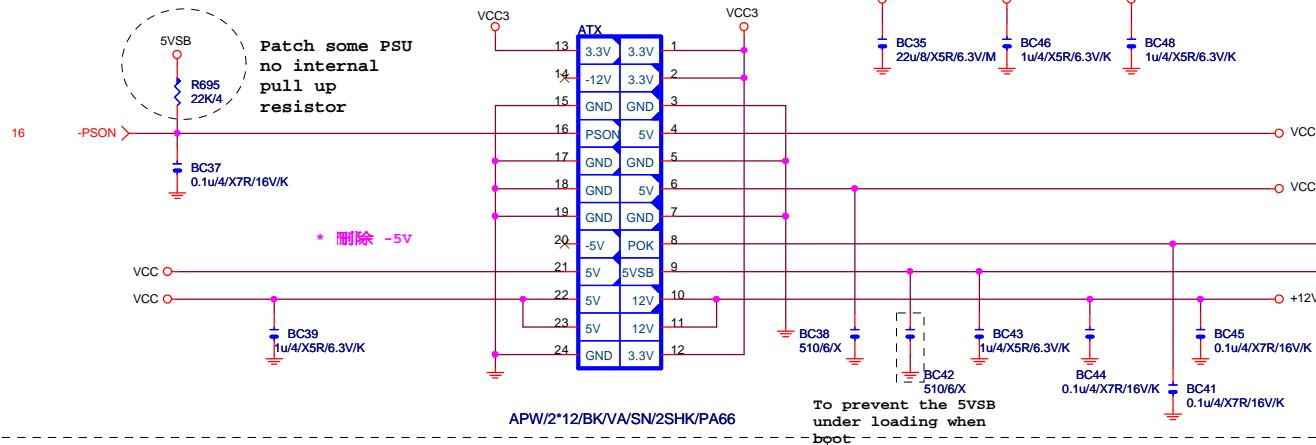 VCC3
VCC3
ATX
5VSB
R695
22K/4
Patch some PSU
no internal
pull up
resistor
BC35
22u/8/X5R/6.3V/M
BC46
1u/4/X5R/6.3V/K
BC48
1u/4/X5R/6.3V/K
13 3.3V 3.3V 1
14 -12V 3.3V 2
15 GND GND 3
16 -PSON 16 PSON 5V 4 VCC
BC37
0.1u/4/X7R/16V/K
17 GND GND 5
18 GND 5V 6 VCC
19 GND GND 7
* 删除 -5V
20 -5V POK 8
VCC 21 5V 5VSB 9
VCC 22 5V 12V 10 +12V
23 5V 12V 11
24 GND 3.3V 12
BC39
1u/4/X5R/6.3V/K
BC38
510/6/X
BC42
510/6/X
BC43
1u/4/X5R/6.3V/K
BC44
0.1u/4/X7R/16V/K
BC45
0.1u/4/X7R/16V/K
BC41
0.1u/4/X7R/16V/K
APW/2*12/BK/VA/SN/2SHK/PA66
To prevent the 5VSB
under loading when
boot